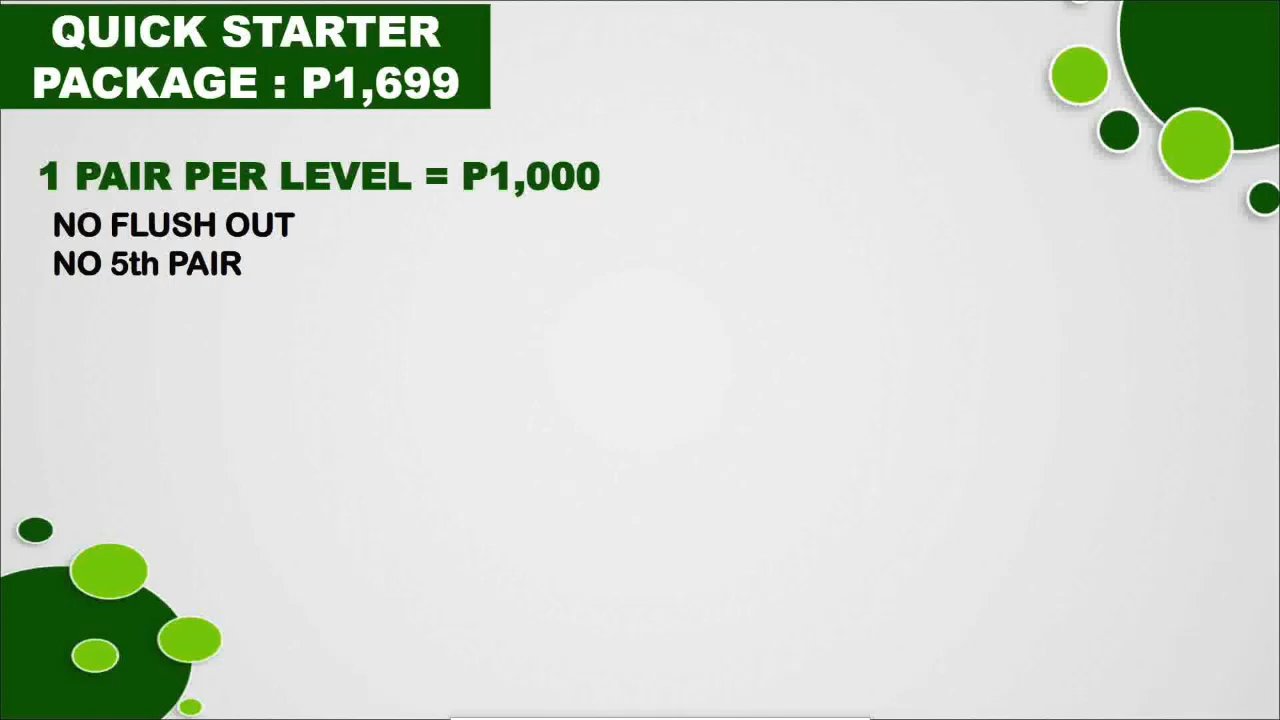 QUICK STARTER
PACKAGE : P1,699
1 PAIR PER LEVEL = P1,000
NO FLUSH OUT
NO 5th PAIR